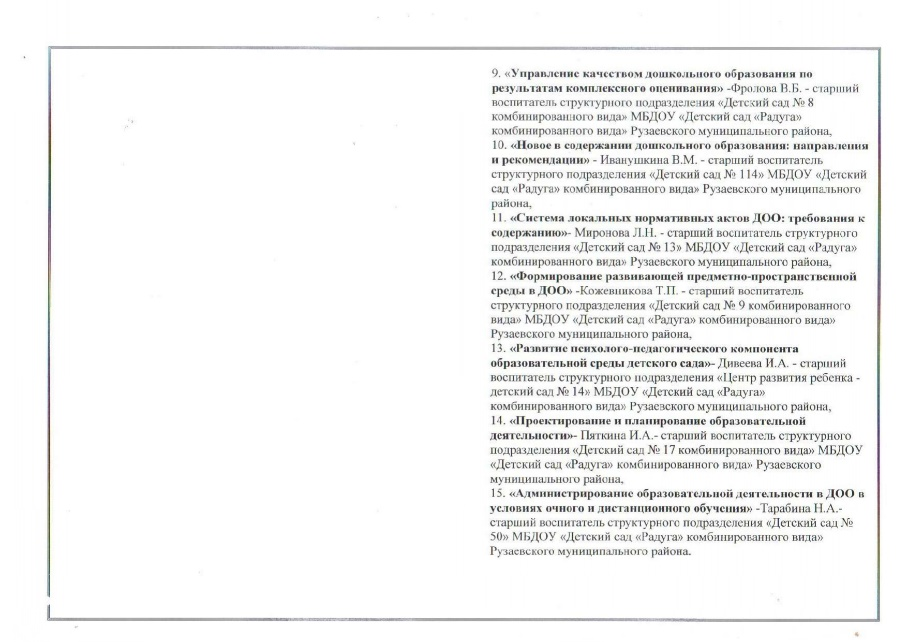 9. «Управление качеством дошкольного образования по
результатам комплексного оценивания» -Фролова В.Б. - старший
воспитатель структурного подразделения «Детский сад № 8
комбинированного вида» МБДОУ «Детский сад «Радуга»
комбинированного вида» Рузаевского муниципального района,
10. «Новое в содержании дошкольного образования: направления
и рекомендации» - Иванушкина В.М. - старший воспитатель
структурного подразделения «Детский сад № 114» МБДОУ «Детский
сад «Радуга» комбинированного вида» Рузаевского муниципального
района,
11. «Система локальных нормативных актов ДОО: требования к
содержанию»- Миронова Л.Н. - старший воспитатель структурного
подразделения «Детский сад № 13» МБДОУ «Детский сад «Радуга»
комбинированного вида» Рузаевского муниципального района,
12. «Формирование развивающей предметно-пространственной
среды в ДОО» -Кожевникова Т.П. - старший воспитатель
структурного подразделения «Детский сад № 9 комбинированного
вида» МБДОУ «Детский сад «Радуга» комбинированного вида»
Рузаевского муниципального района,
13. «Развитие психолого-педагогического компонента
образовательной среды детского сада»- Дивеева И.А. - старший
воспитатель структурного подразделения «Центр развития ребенка -
детский сад № 14» МБДОУ «Детский сад «Радуга»
комбинированного вида» Рузаевского муниципального района,
14. «Проектирование и планирование образовательной
деятельности»- Пяткина И.А.- старший воспитатель структурного
подразделения «Детский сад № 17 комбинированного вида» МБДОУ
«Детский сад «Радуга» комбинированного вида» Рузаевского
муниципального района,
15. «Администрирование образовательной деятельности в ДОО в
условиях очного и дистанционного обучения» -Тарабина Н.А.-
старший воспитатель структурного подразделения «Детский сад №
50» МБДОУ «Детский сад «Радуга» комбинированного вида»
Рузаевского муниципального района.